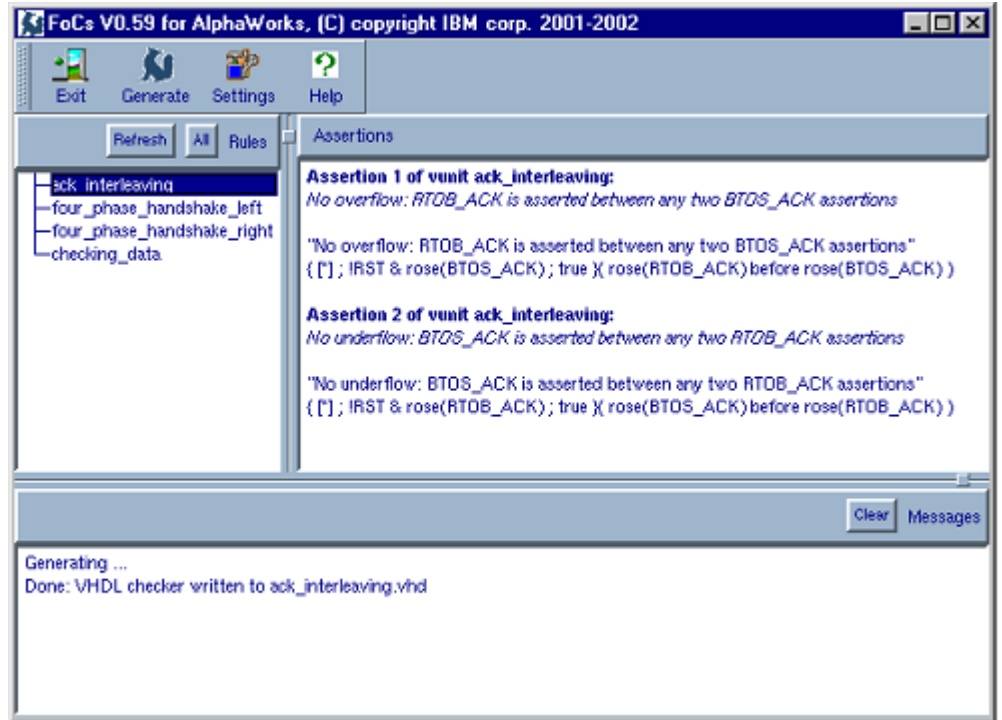 FoCs V0.59 for AlphaWorks, (C) copyright IBM corp. 2001-2002
Exit Generate Settings Help
Refresh All Rules
Assertions
ack_interleaving
four_phase_handshake_left
four_phase_handshake_right
checking_data
Assertion 1 of vunit ack_interleaving:
No overflow: RTOB_ACK is asserted between any two BTOS_ACK assertions
"No overflow: RTOB_ACK is asserted between any two BTOS_ACK assertions"
{ [*] ; !RST & rose(BTOS_ACK) ; true }( rose(RTOB_ACK) before rose(BTOS_ACK) )
Assertion 2 of vunit ack_interleaving:
No underflow: BTOS_ACK is asserted between any two RTOB_ACK assertions
"No underflow: BTOS_ACK is asserted between any two RTOB_ACK assertions"
{ [*] ; !RST & rose(RTOB_ACK) ; true }( rose(BTOS_ACK) before rose(RTOB_ACK) )
Clear Messages
Generating ...
Done: VHDL checker written to ack_interleaving.vhd